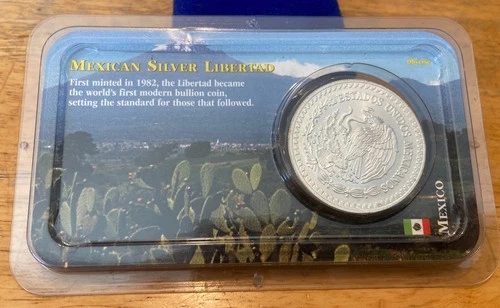 MEXICAN SILVER LIBERTAD
First minted in 1982, the Libertad became
the world's first modern bullion coin,
setting the standard for those that followed.
ESTADOS UNIDOS MEXICANOS
MEXICO